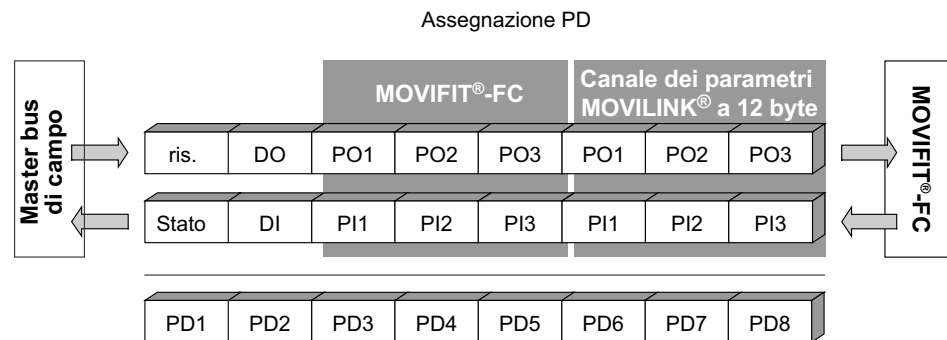 Assegnazione PD
Master bus
di campo
MOVIFIT®-FC
Canale dei parametri
MOVILINK® a 12 byte
MOVIFIT®-FC
ris. DO PO1 PO2 PO3 PO1 PO2 PO3
Stato DI PI1 PI2 PI3 PI1 PI2 PI3
PD1 PD2 PD3 PD4 PD5 PD6 PD7 PD8